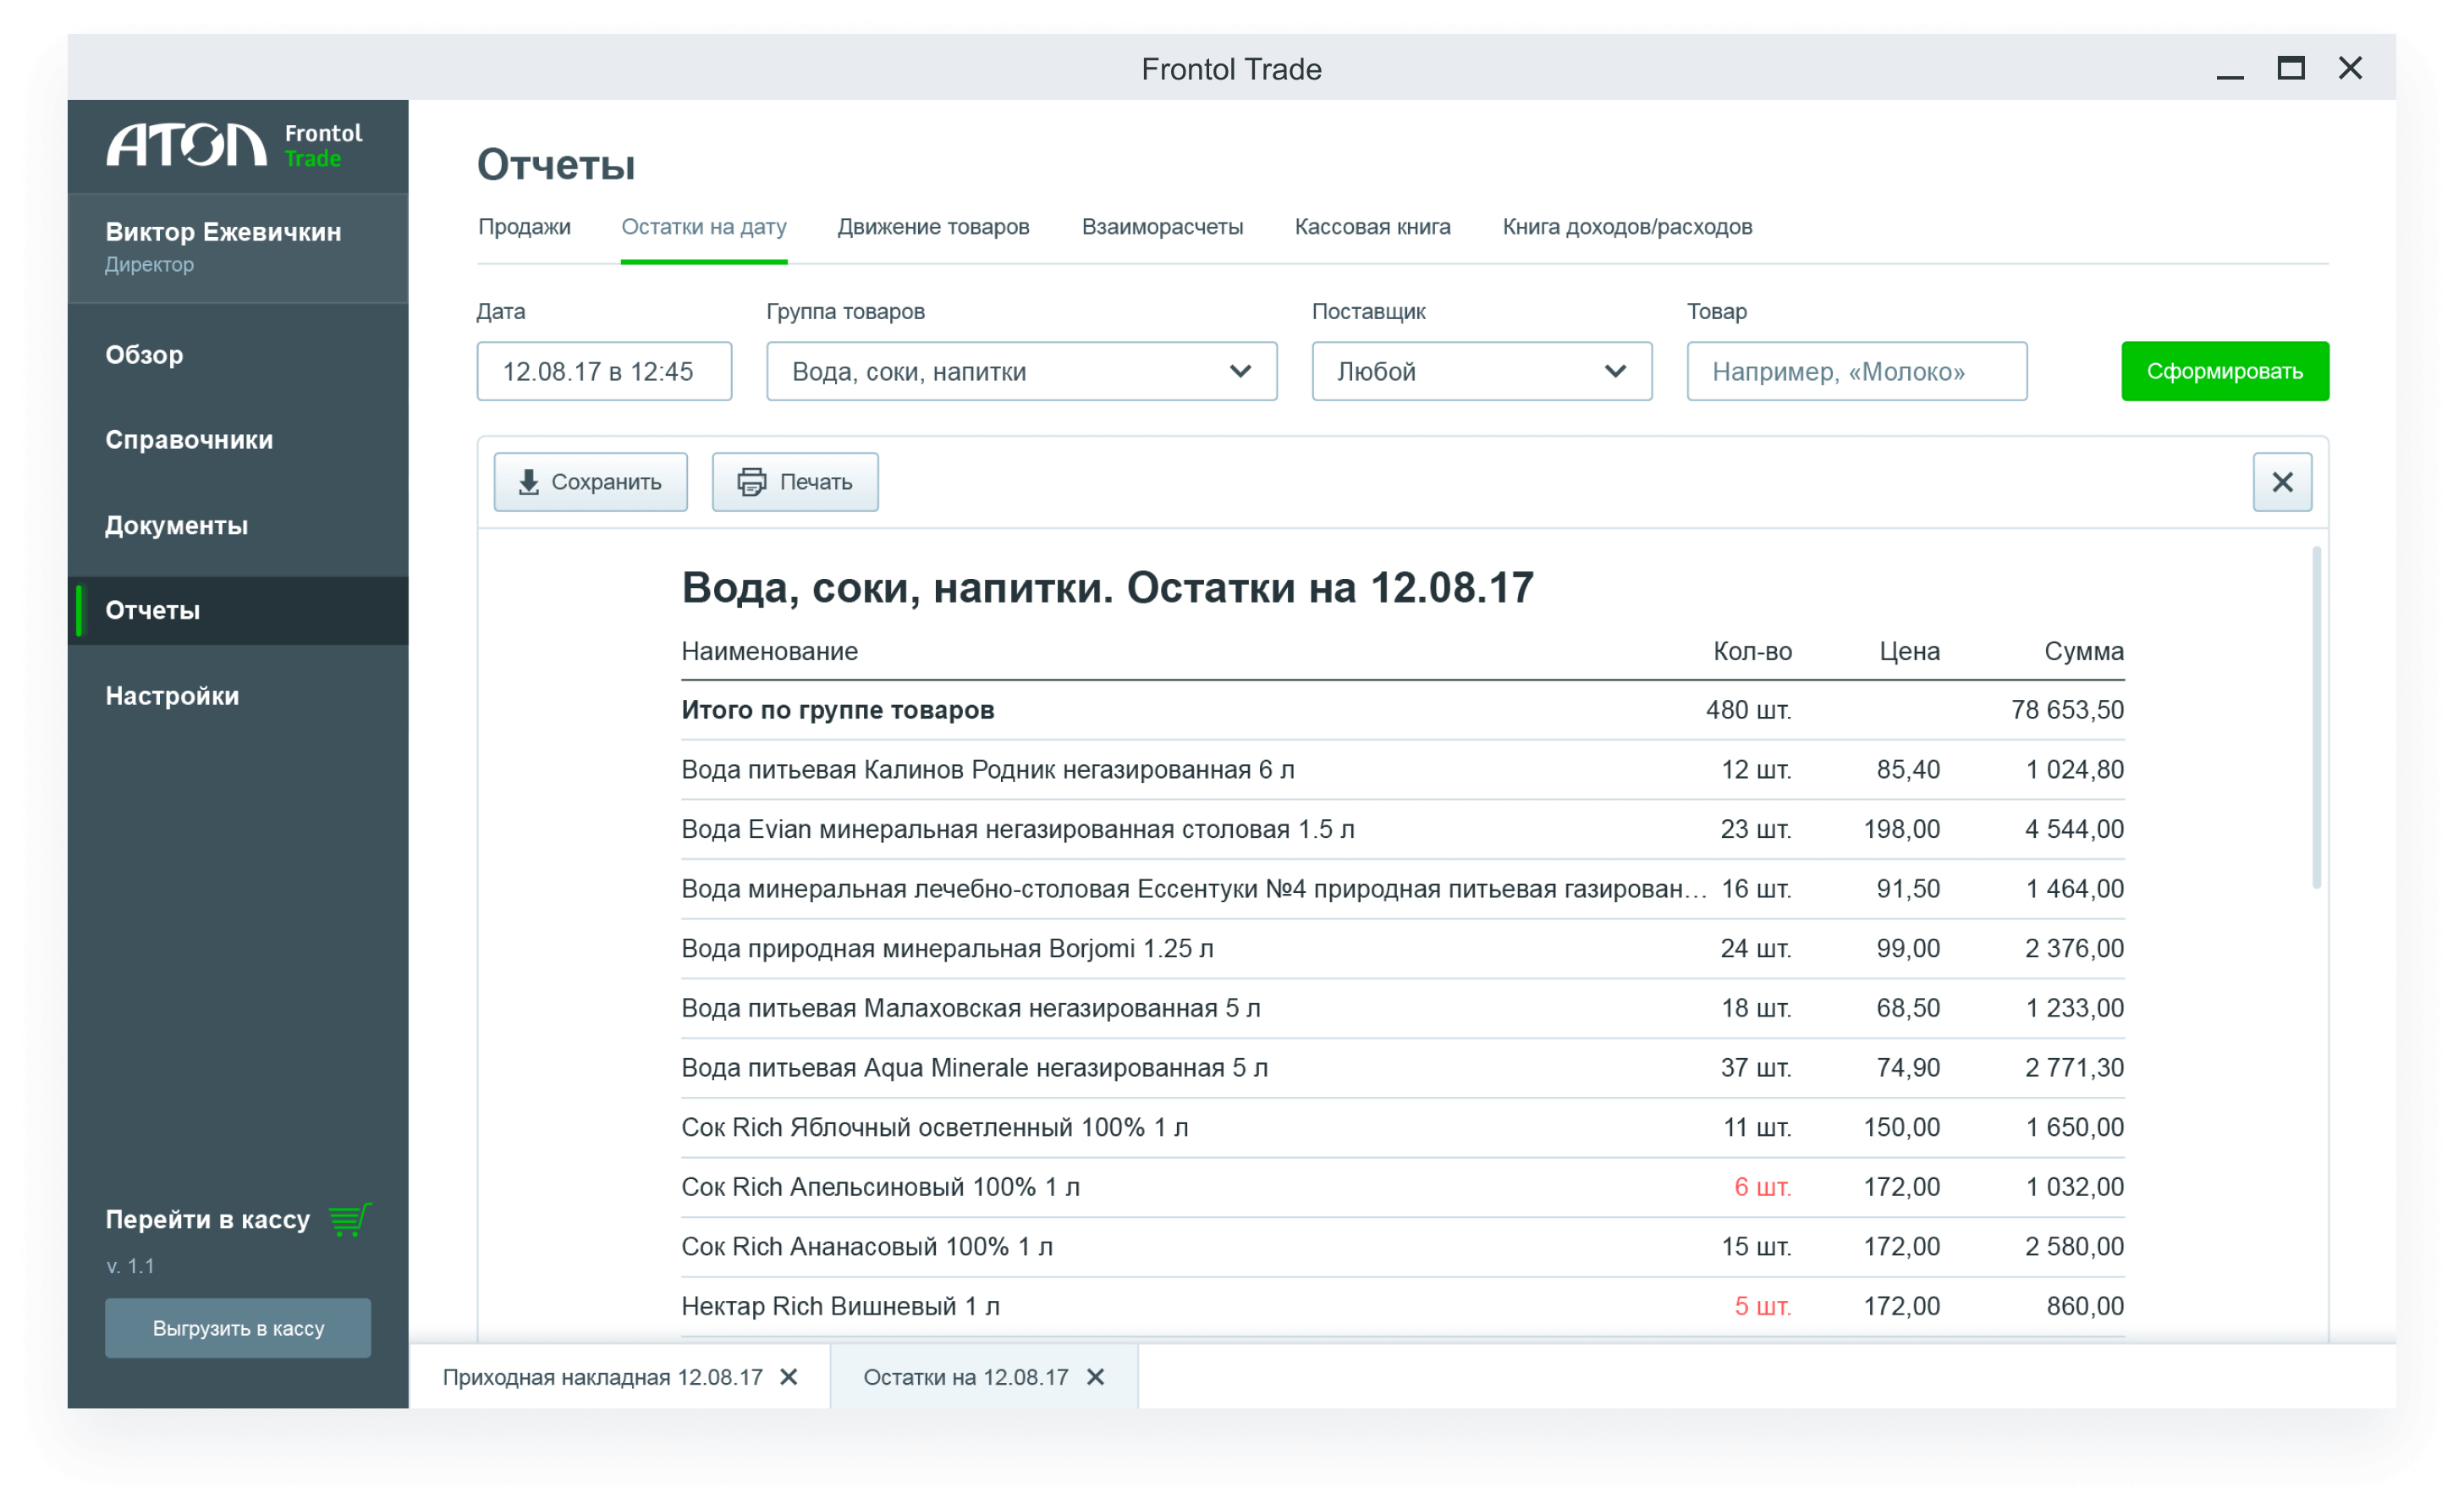 Frontol Trade
АТОЛ Frontol
Trade
Виктор Ежевичкин
Директор
Обзор
Справочники
Документы
Отчеты
Настройки
Перейти в кассу
v. 1.1
Выгрузить в кассу
Отчеты
Продажи Остатки на дату Движение товаров Взаиморасчеты Кассовая книга Книга доходов/расходов
Дата Группа товаров Поставщик Товар
12.08.17 в 12:45 Вода, соки, напитки Любой Например, «Молоко» Сформировать
Сохранить Печать
Вода, соки, напитки. Остатки на 12.08.17
Наименование Кол-во Цена Сумма
Итого по группе товаров 480 шт. 78 653,50
Вода питьевая Калинов Родник негазированная 6 л 12 шт. 85,40 1 024,80
Вода Evian минеральная негазированная столовая 1.5 л 23 шт. 198,00 4 544,00
Вода минеральная лечебно-столовая Ессентуки №4 природная питьевая газирован… 16 шт. 91,50 1 464,00
Вода природная минеральная Borjomi 1.25 л 24 шт. 99,00 2 376,00
Вода питьевая Малаховская негазированная 5 л 18 шт. 68,50 1 233,00
Вода питьевая Aqua Minerale негазированная 5 л 37 шт. 74,90 2 771,30
Сок Rich Яблочный осветленный 100% 1 л 11 шт. 150,00 1 650,00
Сок Rich Апельсиновый 100% 1 л 6 шт. 172,00 1 032,00
Сок Rich Ананасовый 100% 1 л 15 шт. 172,00 2 580,00
Нектар Rich Вишневый 1 л 5 шт. 172,00 860,00
Приходная накладная 12.08.17 Остатки на 12.08.17